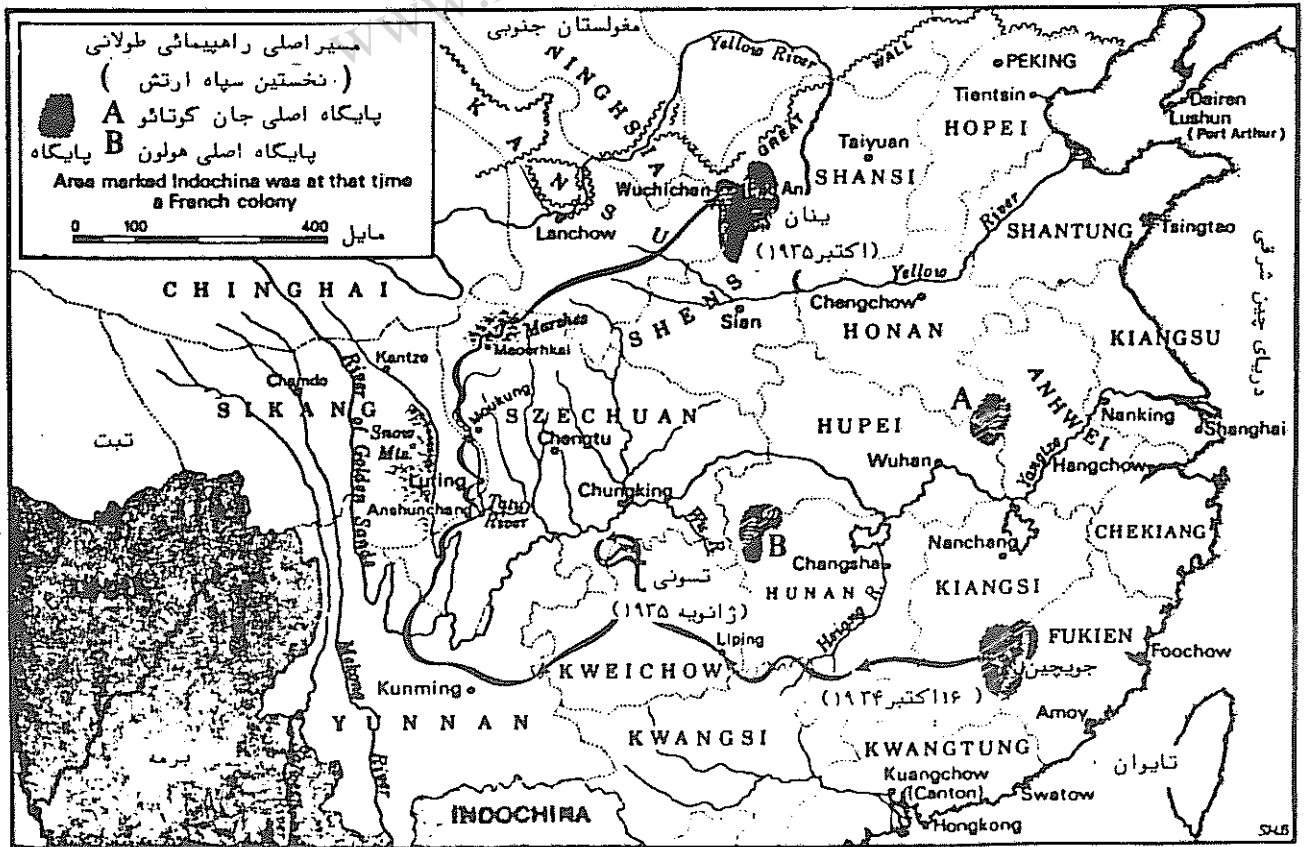 مسیر اصلی راهپیمائی طولانی
( نخستین سپاه ارتش )
A پایگاه اصلی جان کوتائو
B پایگاه اصلی هولون
پایگاه
Area marked Indochina was at that time
a French colony
0 100 400 مایل
www.
مغولستان جنوبی
Yellow River
GREAT WALL
PEKING
Tientsin
Dairen
Lushun
(Port Arthur)
HOPEI
NINGHSIA
KANSU
Taiyuan
SHANSI
Wuchichen
ینان
(اکتبر ۱۹۳۵)
Lanchow
River
SHANTUNG
Tsingtao
دریای چین شرقی
Yellow
CHINGHAI
Chengchow
Sian
SHENSI
HONAN
KIANGSU
Marshes
Maoerhkai
Kantze
Chamdo
River of Golden Sands
SIKANG
Moukung
SZECHUAN
A
ANHWEI
Nanking
Shanghai
تبت
Snow
Mts.
Chengtu
HUPEI
Wuhan
Yangtze
Hangchow
Luting
Anshunchang
Tatu
River
Chungking
Wu
B
Changsha
Nanchang
CHEKIANG
تسونی
(ژانویه ۱۹۳۵)
HUNAN
KIANGSI
Hsiang
Liping
FUKIEN
Foochow
جویچین
(۱۶ اکتبر ۱۹۳۴)
KWEICHOW
Kunming
YUNNAN
Mekong
River
Amoy
KWANGSI
KWANGTUNG
تایوان
برمه
Kuangchow
(Canton)
Swatow
INDOCHINA
Hongkong